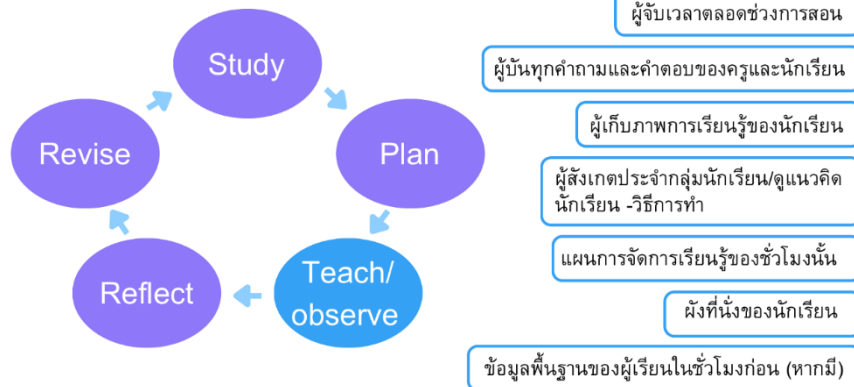 Study
Plan
Teach/
observe
Reflect
Revise
ผู้จับเวลาตลอดช่วงการสอน
ผู้บันทุกคำถามและคำตอบของครูและนักเรียน
ผู้เก็บภาพการเรียนรู้ของนักเรียน
ผู้สังเกตประจำกลุ่มนักเรียน/ดูแนวคิด
นักเรียน -วิธีการทำ
แผนการจัดการเรียนรู้ของชั่วโมงนั้น
ผังที่นั่งของนักเรียน
ข้อมูลพื้นฐานของผู้เรียนในชั่วโมงก่อน (หากมี)